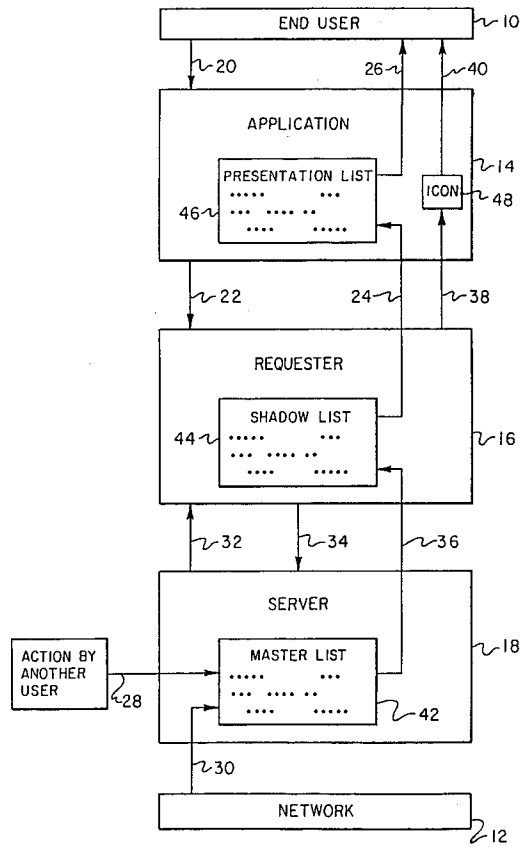 END USER
10
20
26
40
APPLICATION
14
PRESENTATION LIST
46
ICON
48
22
24
38
REQUESTER
SHADOW LIST
44
16
32
34
36
SERVER
18
ACTION BY
ANOTHER
USER
28
MASTER LIST
42
30
NETWORK
12